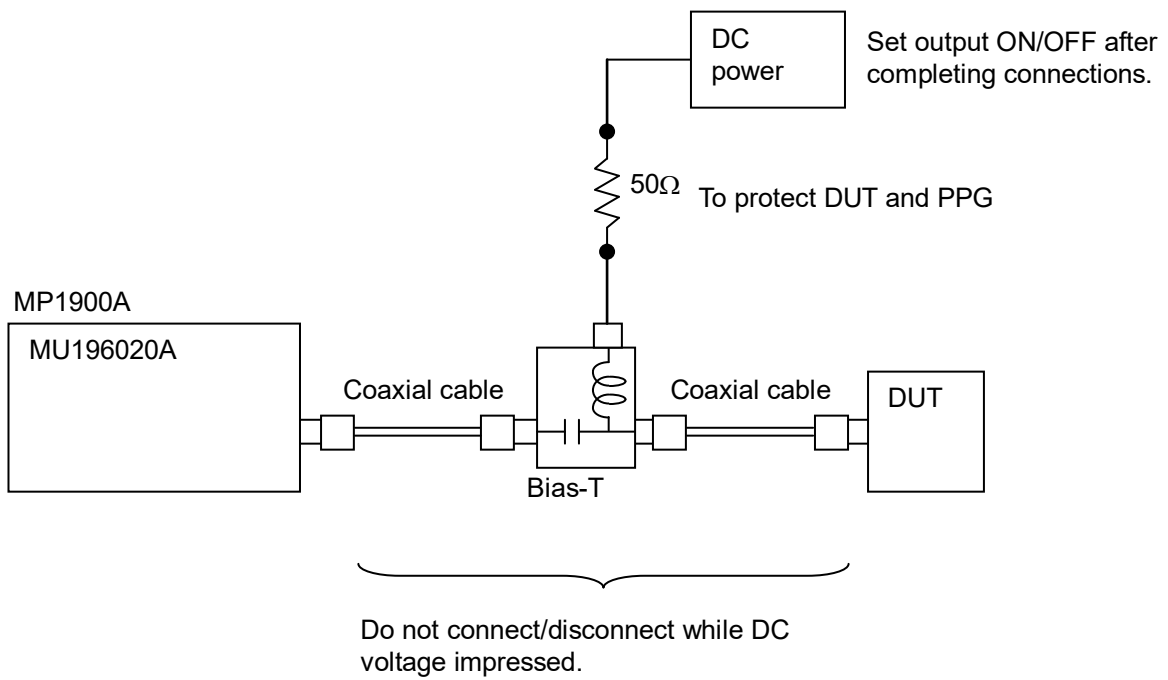 DC
power
Set output ON/OFF after
completing connections.
50Ω
To protect DUT and PPG
MP1900A
MU196020A
Coaxial cable
Coaxial cable
DUT
Bias-T
Do not connect/disconnect while DC
voltage impressed.